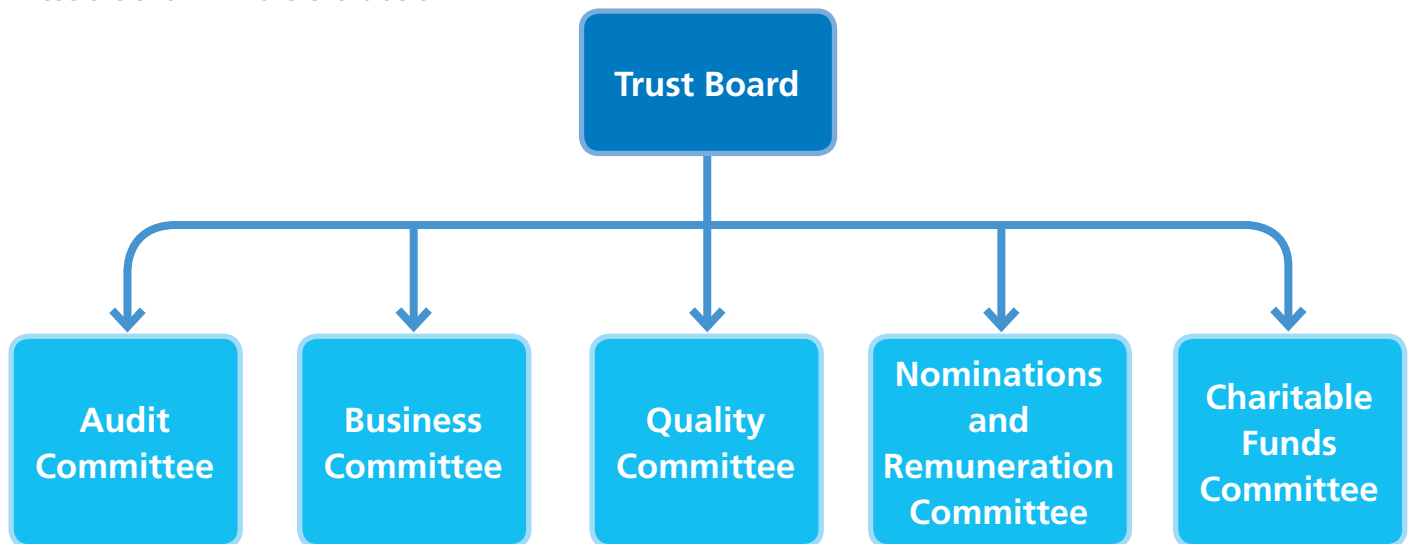 Trust Board
Audit
Committee
Business
Committee
Quality
Committee
Nominations
and
Remuneration
Committee
Charitable
Funds
Committee